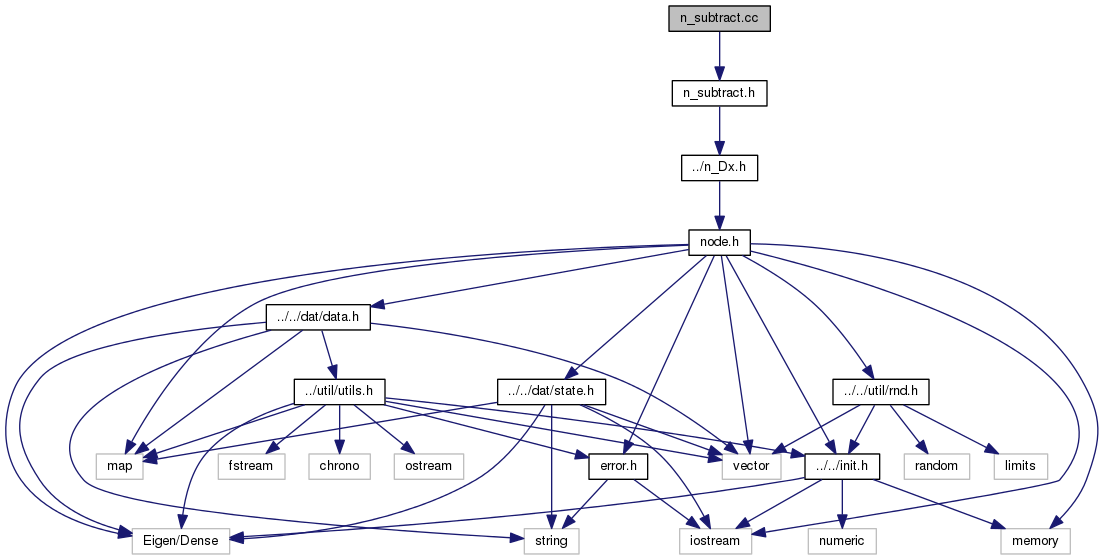 n_subtract.cc
n_subtract.h
../n_Dx.h
node.h
../../dat/data.h
../util/utils.h
../../dat/state.h
../../util/rnd.h
map
fstream
chrono
ostream
error.h
vector
../../init.h
random
limits
Eigen/Dense
string
iostream
numeric
memory